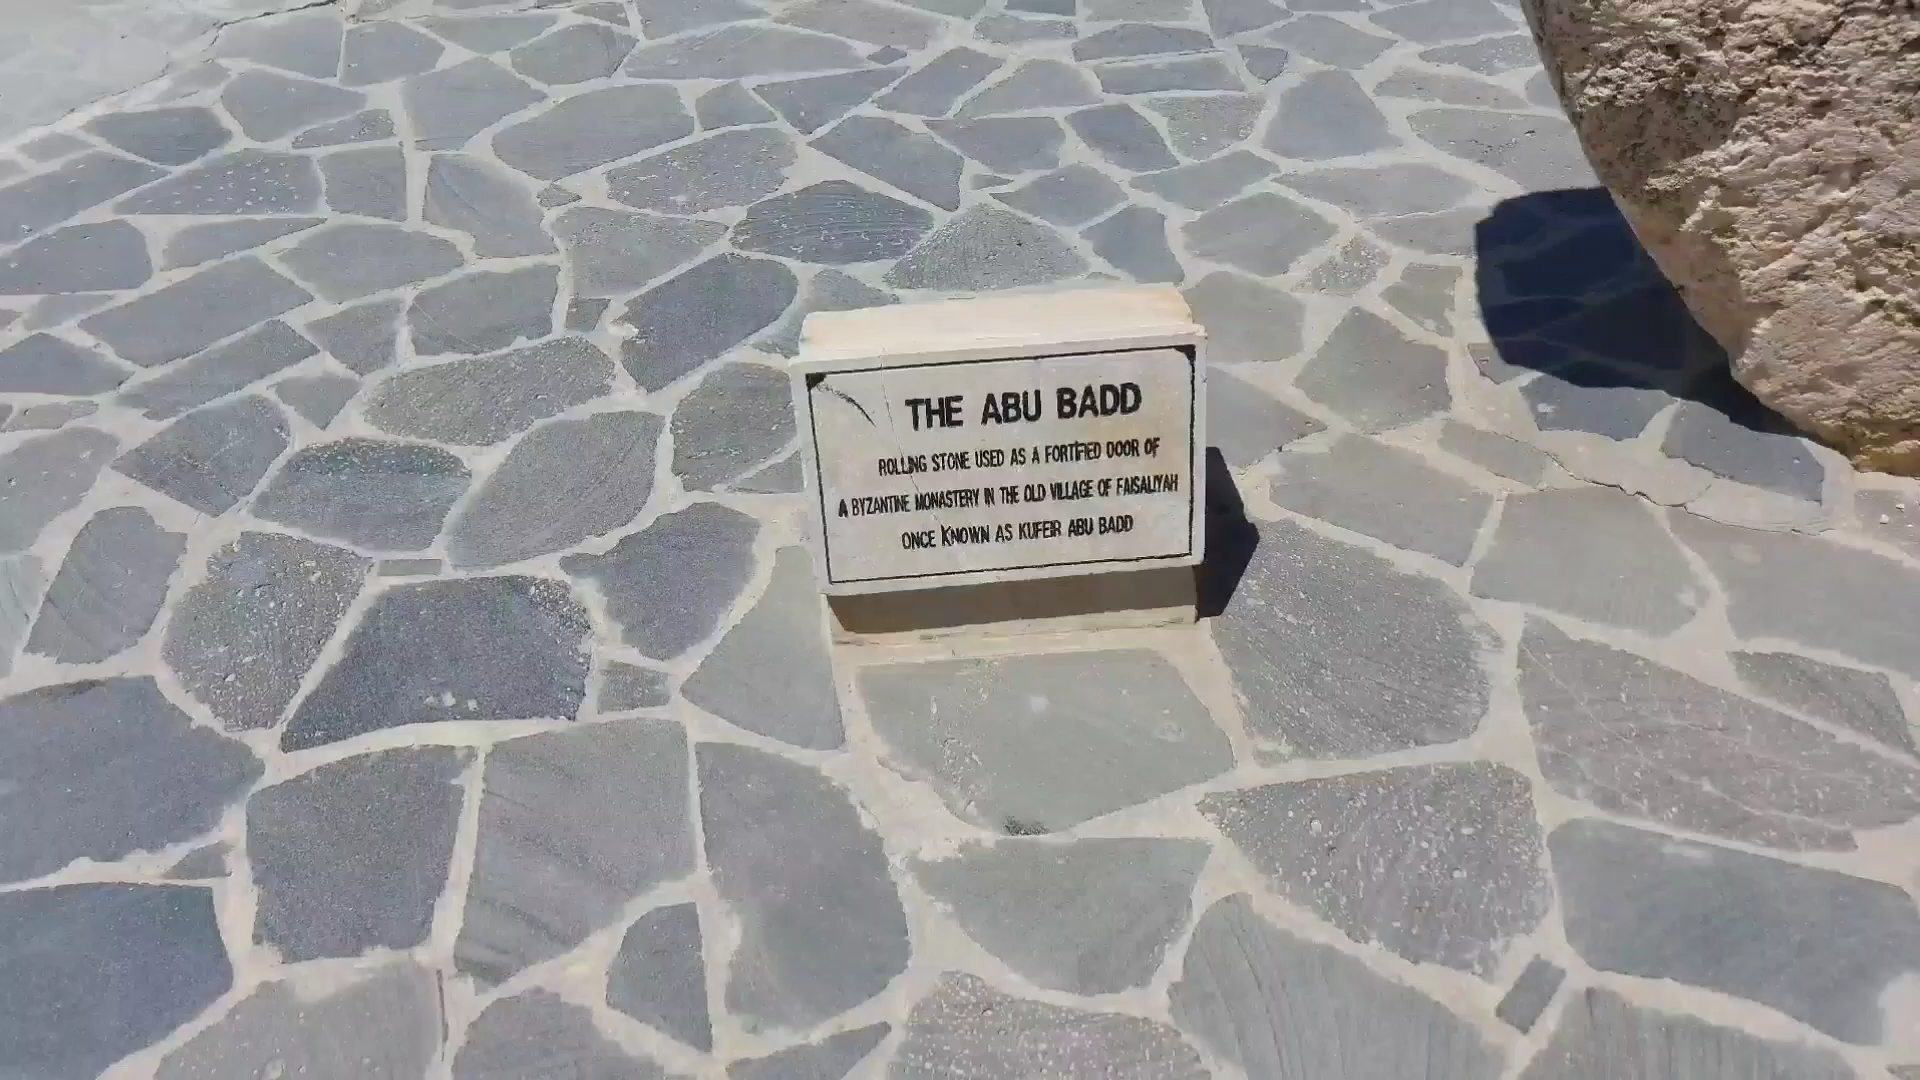 THE ABU BADD
ROLLING STONE USED AS A FORTIFIED DOOR OF
A BYZANTINE MONASTERY IN THE OLD VILLAGE OF FAISALIYAH
ONCE KNOWN AS KUFEIR ABU BADD